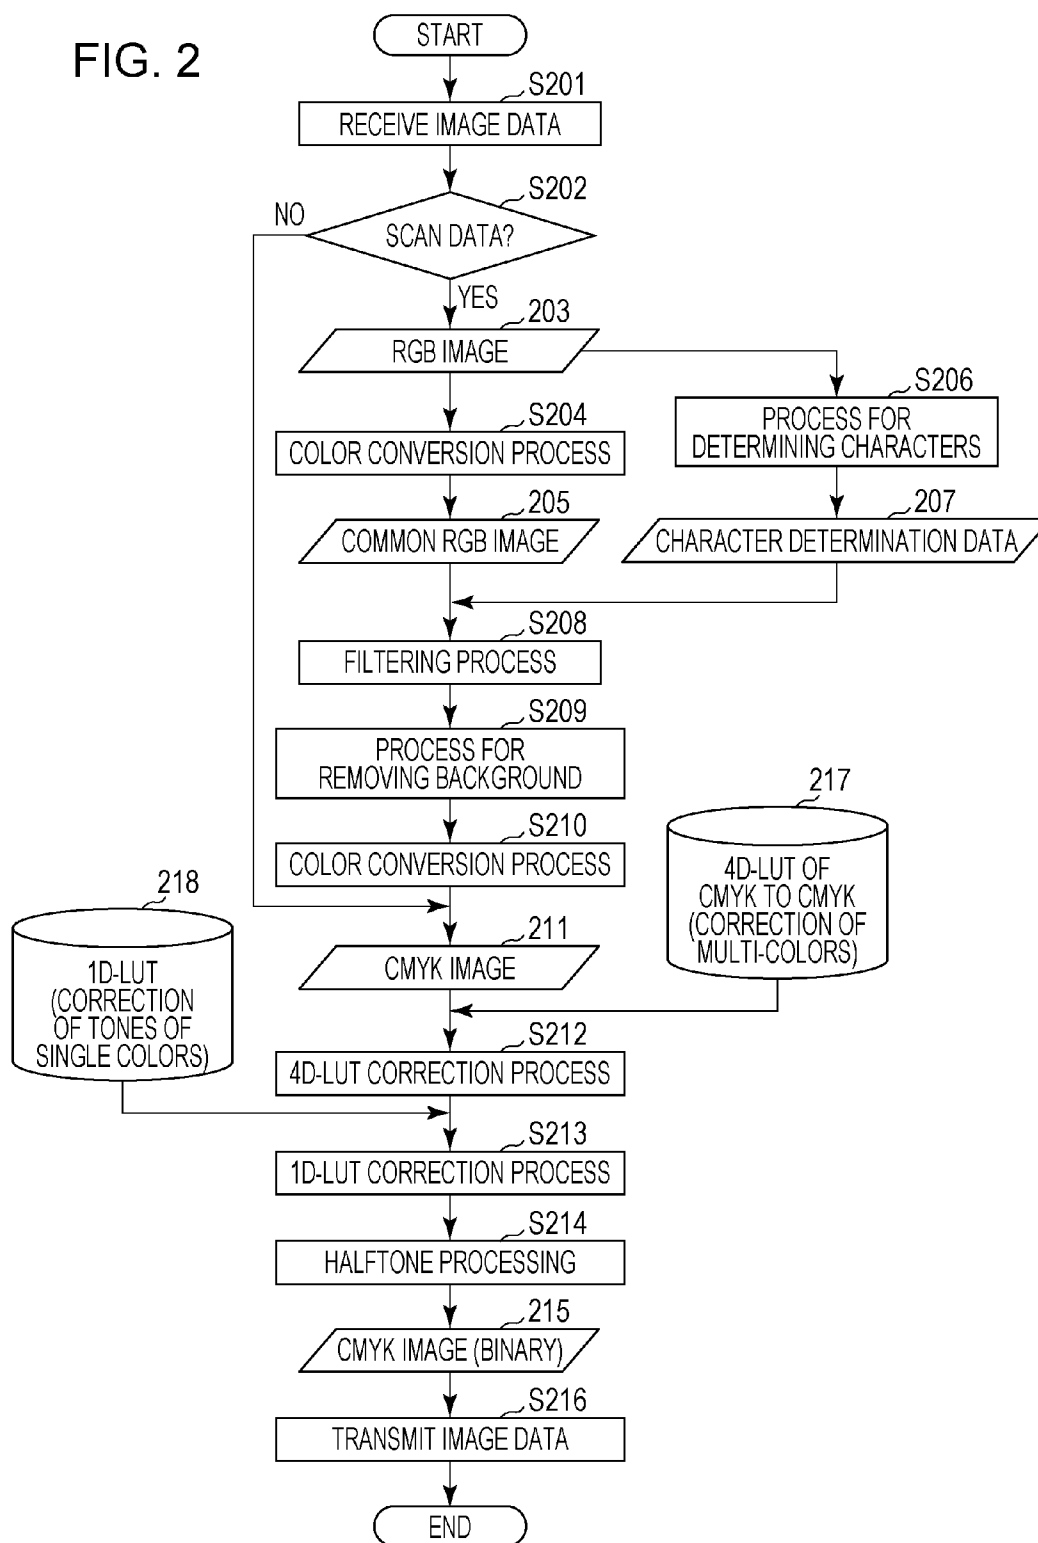 FIG. 2
START
S201
RECEIVE IMAGE DATA
S202
NO
SCAN DATA?
YES
203
RGB IMAGE
S206
PROCESS FOR
DETERMINING CHARACTERS
S204
COLOR CONVERSION PROCESS
205
COMMON RGB IMAGE
207
CHARACTER DETERMINATION DATA
S208
FILTERING PROCESS
S209
PROCESS FOR
REMOVING BACKGROUND
S210
COLOR CONVERSION PROCESS
217
4D-LUT OF
CMYK TO CMYK
(CORRECTION OF
MULTI-COLORS)
218
1D-LUT
(CORRECTION
OF TONES OF
SINGLE COLORS)
211
CMYK IMAGE
S212
4D-LUT CORRECTION PROCESS
S213
1D-LUT CORRECTION PROCESS
S214
HALFTONE PROCESSING
215
CMYK IMAGE (BINARY)
S216
TRANSMIT IMAGE DATA
END